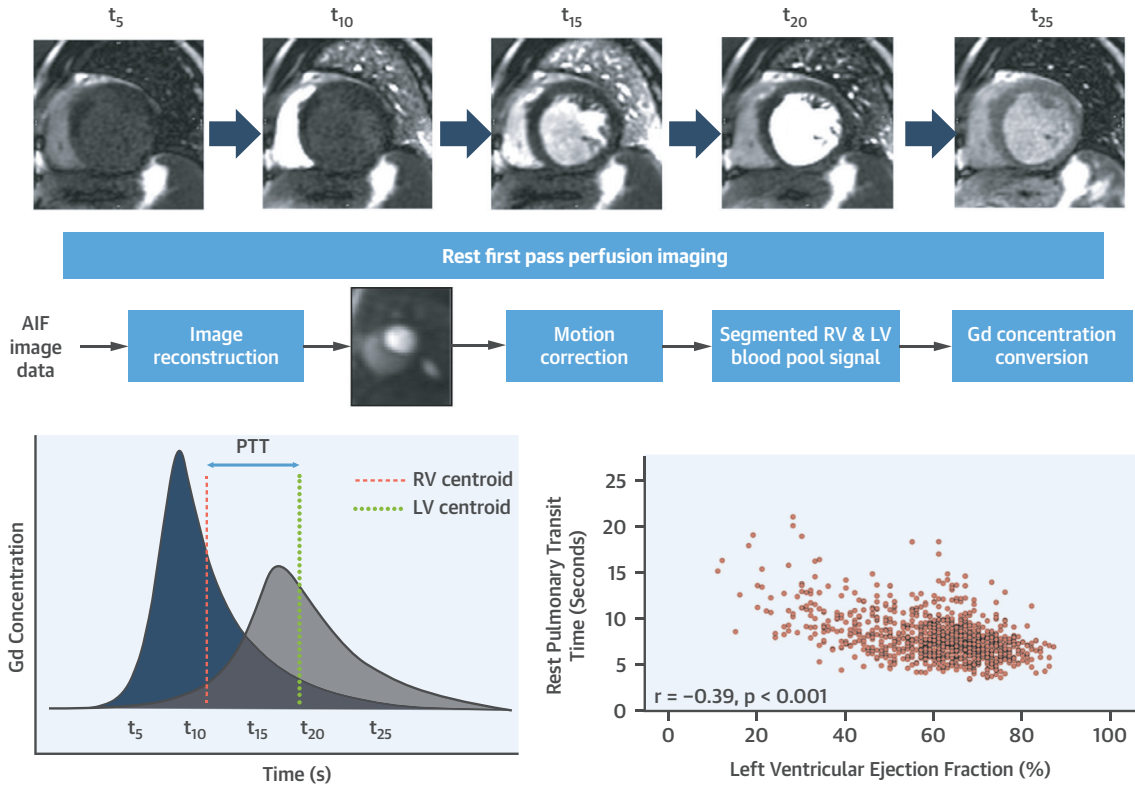 t5 t10 t15 t20 t25
Rest first pass perfusion imaging
AIF
image
data
Image
reconstruction
Motion
correction
Segmented RV & LV
blood pool signal
Gd concentration
conversion
PTT
RV centroid
LV centroid
Gd Concentration
t5 t10 t15 t20 t25
Time (s)
Rest Pulmonary Transit
Time (Seconds)
25
20
15
10
5
0
r = −0.39, p < 0.001
0 20 40 60 80 100
Left Ventricular Ejection Fraction (%)